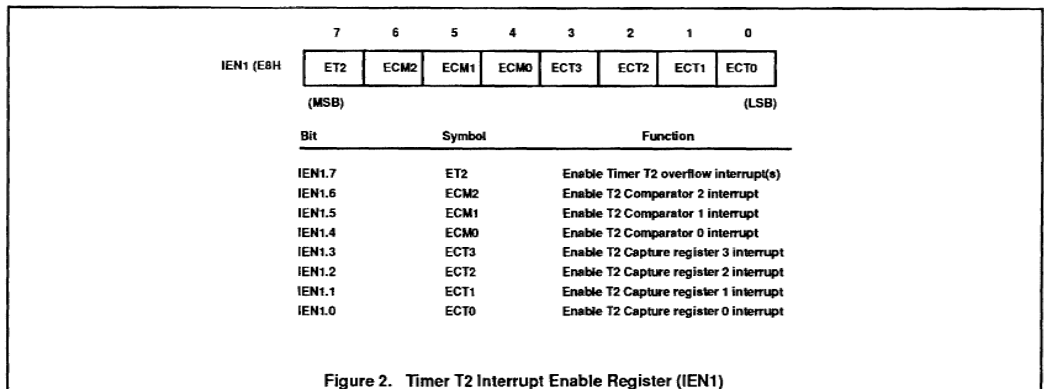 7 6 5 4 3 2 1 0
IEN1 (E8H ET2 ECM2 ECM1 ECM0 ECT3 ECT2 ECT1 ECT0
(MSB) (LSB)
Bit Symbol Function
IEN1.7 ET2 Enable Timer T2 overflow interrupt(s)
IEN1.6 ECM2 Enable T2 Comparator 2 interrupt
IEN1.5 ECM1 Enable T2 Comparator 1 interrupt
IEN1.4 ECM0 Enable T2 Comparator 0 interrupt
IEN1.3 ECT3 Enable T2 Capture register 3 interrupt
IEN1.2 ECT2 Enable T2 Capture register 2 interrupt
IEN1.1 ECT1 Enable T2 Capture register 1 interrupt
IEN1.0 ECT0 Enable T2 Capture register 0 interrupt
Figure 2. Timer T2 Interrupt Enable Register (IEN1)